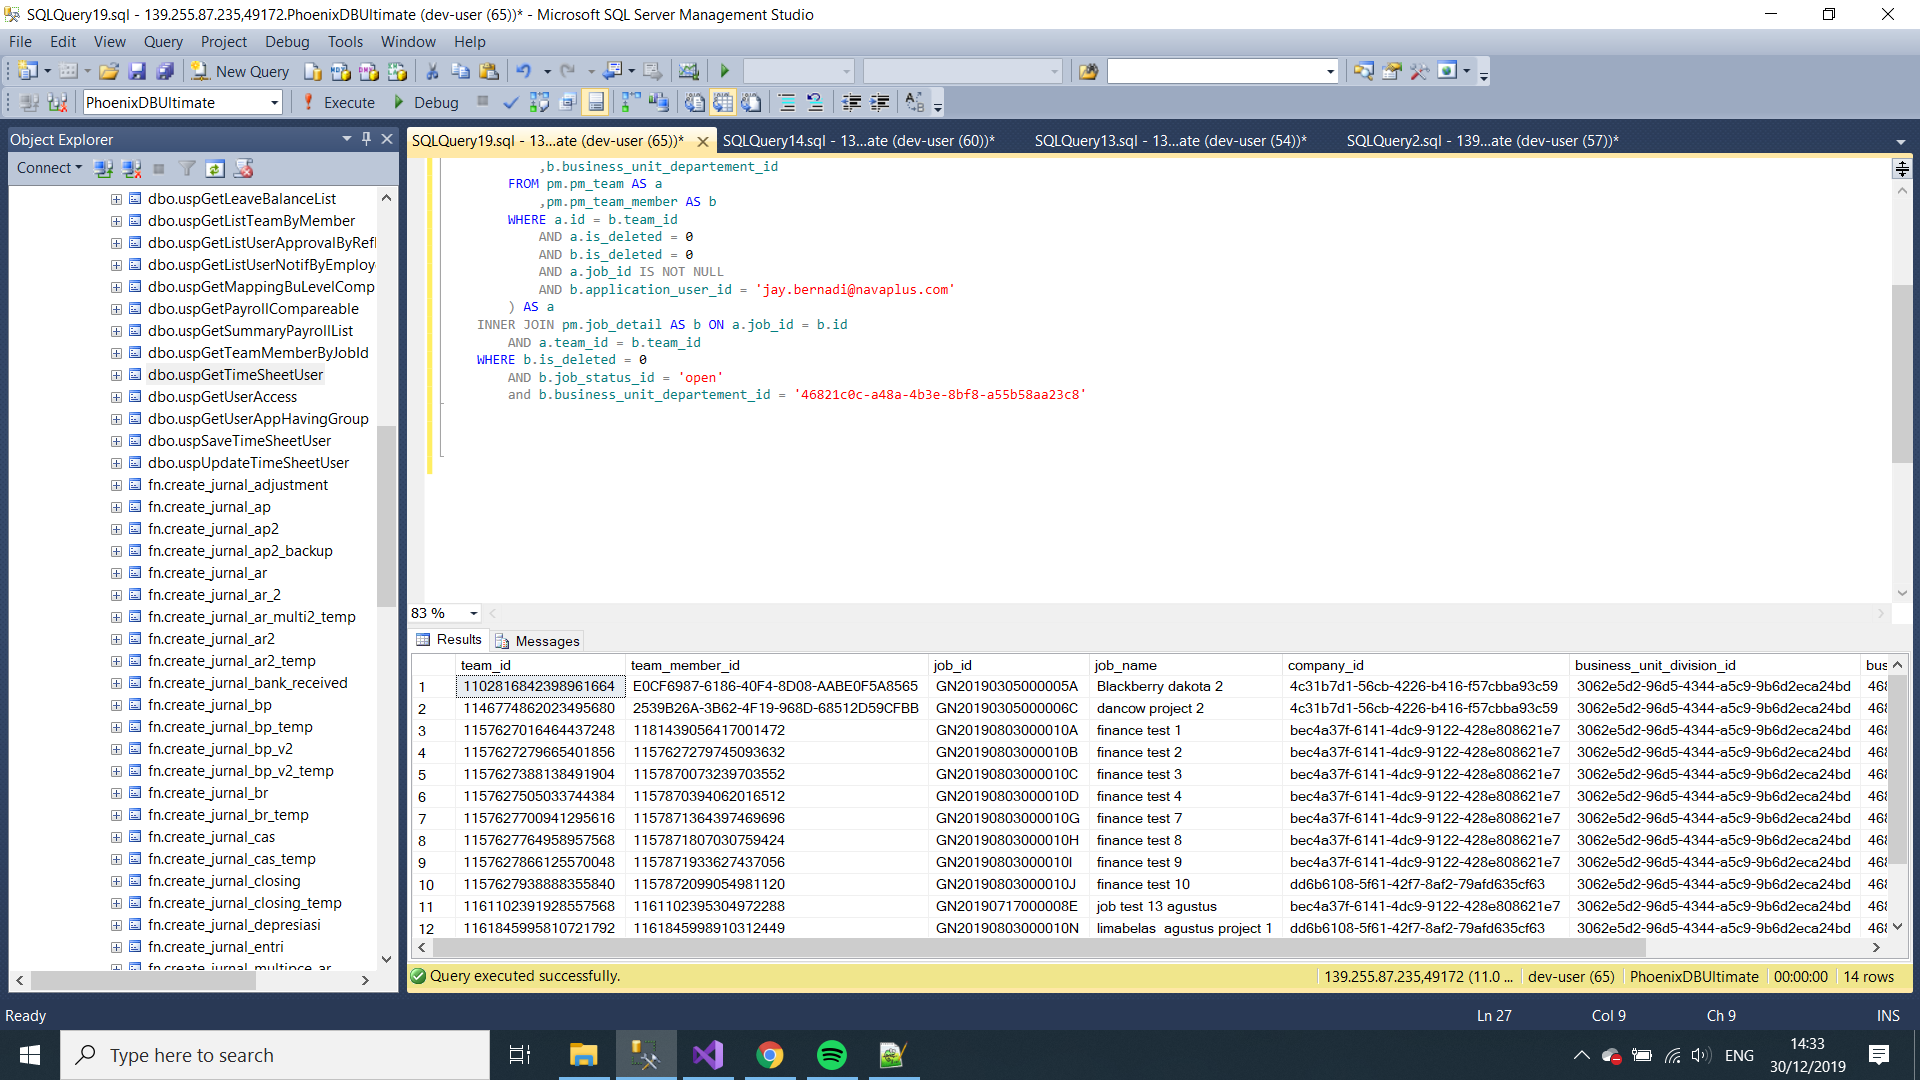 SQLQuery19.sql - 139.255.87.235,49172.PhoenixDBUltimate (dev-user (65))* - Microsoft SQL Server Management Studio
File Edit View Query Project Debug Tools Window Help
New Query
PhoenixDBUltimate Execute Debug
Object Explorer
Connect
dbo.uspGetLeaveBalanceList
dbo.uspGetListTeamByMember
dbo.uspGetListUserApprovalByRefI
dbo.uspGetListUserNotifByEmploy
dbo.uspGetMappingBuLevelComp
dbo.uspGetPayrollCompareable
dbo.uspGetSummaryPayrollList
dbo.uspGetTeamMemberByJobId
dbo.uspGetTimeSheetUser
dbo.uspGetUserAccess
dbo.uspGetUserAppHavingGroup
dbo.uspSaveTimeSheetUser
dbo.uspUpdateTimeSheetUser
fn.create_jurnal_adjustment
fn.create_jurnal_ap
fn.create_jurnal_ap2
fn.create_jurnal_ap2_backup
fn.create_jurnal_ar
fn.create_jurnal_ar_2
fn.create_jurnal_ar_multi2_temp
fn.create_jurnal_ar2
fn.create_jurnal_ar2_temp
fn.create_jurnal_bank_received
fn.create_jurnal_bp
fn.create_jurnal_bp_temp
fn.create_jurnal_bp_v2
fn.create_jurnal_bp_v2_temp
fn.create_jurnal_br
fn.create_jurnal_br_temp
fn.create_jurnal_cas
fn.create_jurnal_cas_temp
fn.create_jurnal_closing
fn.create_jurnal_closing_temp
fn.create_jurnal_depresiasi
fn.create_jurnal_entri
fn.create_jurnal_multipce_ar
SQLQuery19.sql - 13...ate (dev-user (65))* SQLQuery14.sql - 13...ate (dev-user (60))* SQLQuery13.sql - 13...ate (dev-user (54))* SQLQuery2.sql - 139...ate (dev-user (57))*
,b.business_unit_departement_id
FROM pm.pm_team AS a
,pm.pm_team_member AS b
WHERE a.id = b.team_id
AND a.is_deleted = 0
AND b.is_deleted = 0
AND a.job_id IS NOT NULL
AND b.application_user_id = 'jay.bernadi@navaplus.com'
) AS a
INNER JOIN pm.job_detail AS b ON a.job_id = b.id
AND a.team_id = b.team_id
WHERE b.is_deleted = 0
AND b.job_status_id = 'open'
and b.business_unit_departement_id = '46821c0c-a48a-4b3e-8bf8-a55b58aa23c8'
83 %
Results Messages
team_id team_member_id job_id job_name company_id business_unit_division_id bus
1 1102816842398961664 E0CF6987-6186-40F4-8D08-AABE0F5A8565 GN20190305000005A Blackberry dakota 2 4c31b7d1-56cb-4226-b416-f57cbba93c59 3062e5d2-96d5-4344-a5c9-9b6d2eca24bd 468
2 1146774862023495680 2539B26A-3B62-4F19-968D-68512D59CFBB GN20190305000006C dancow project 2 4c31b7d1-56cb-4226-b416-f57cbba93c59 3062e5d2-96d5-4344-a5c9-9b6d2eca24bd 468
3 1157627016464437248 1181439056417001472 GN20190803000010A finance test 1 bec4a37f-6141-4dc9-9122-428e808621e7 3062e5d2-96d5-4344-a5c9-9b6d2eca24bd 468
4 1157627279665401856 1157627279745093632 GN20190803000010B finance test 2 bec4a37f-6141-4dc9-9122-428e808621e7 3062e5d2-96d5-4344-a5c9-9b6d2eca24bd 468
5 1157627388138491904 1157870073239703552 GN20190803000010C finance test 3 bec4a37f-6141-4dc9-9122-428e808621e7 3062e5d2-96d5-4344-a5c9-9b6d2eca24bd 468
6 1157627505033744384 1157870394062016512 GN20190803000010D finance test 4 bec4a37f-6141-4dc9-9122-428e808621e7 3062e5d2-96d5-4344-a5c9-9b6d2eca24bd 468
7 1157627700941295616 1157871364397469696 GN20190803000010G finance test 7 bec4a37f-6141-4dc9-9122-428e808621e7 3062e5d2-96d5-4344-a5c9-9b6d2eca24bd 468
8 1157627764958957568 1157871807030759424 GN20190803000010H finance test 8 bec4a37f-6141-4dc9-9122-428e808621e7 3062e5d2-96d5-4344-a5c9-9b6d2eca24bd 468
9 1157627866125570048 1157871933627437056 GN20190803000010I finance test 9 bec4a37f-6141-4dc9-9122-428e808621e7 3062e5d2-96d5-4344-a5c9-9b6d2eca24bd 468
10 1157627938888355840 1157872099054981120 GN20190803000010J finance test 10 dd6b6108-5f61-42f7-8af2-79afd635cf63 3062e5d2-96d5-4344-a5c9-9b6d2eca24bd 468
11 1161102391928557568 1161102395304972288 GN20190717000008E job test 13 agustus bec4a37f-6141-4dc9-9122-428e808621e7 3062e5d2-96d5-4344-a5c9-9b6d2eca24bd 468
12 1161845995810721792 1161845998910312449 GN20190803000010N limabelas agustus project 1 dd6b6108-5f61-42f7-8af2-79afd635cf63 3062e5d2-96d5-4344-a5c9-9b6d2eca24bd 468
Query executed successfully. 139.255.87.235,49172 (11.0 ... dev-user (65) PhoenixDBUltimate 00:00:00 14 rows
Ready Ln 27 Col 9 Ch 9 INS
Type here to search ENG 14:33
30/12/2019